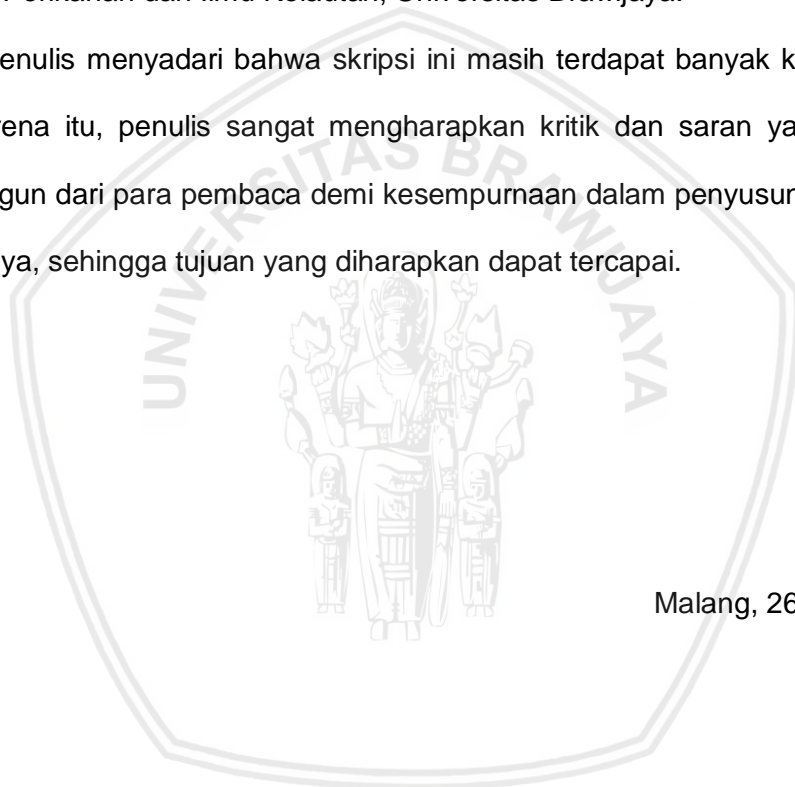 Perikanan dan Ilmu Kelautan, Universitas Brawijaya.
enulis menyadari bahwa skripsi ini masih terdapat banyak k
rena itu, penulis sangat mengharapkan kritik dan saran ya
gun dari para pembaca demi kesempurnaan dalam penyusun
ya, sehingga tujuan yang diharapkan dapat tercapai.
UNIVERSITAS BRAWIJAYA
Malang, 26